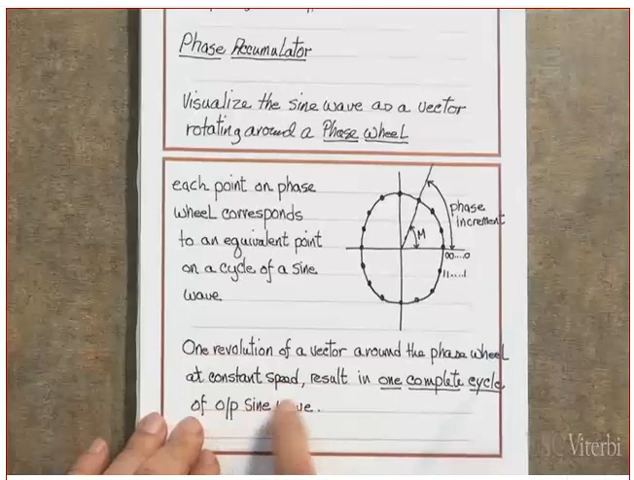 Phase Accumulator
Visualize the sine wave as a vector
rotating around a Phase Wheel
each point on phase
wheel corresponds
to an equivalent point
on a cycle of a sine
wave
phase
increment
M
00....0
11....1
One revolution of a vector around the phase wheel
at constant speed, result in one complete cycle
of o/p sine wave.
USC Viterbi